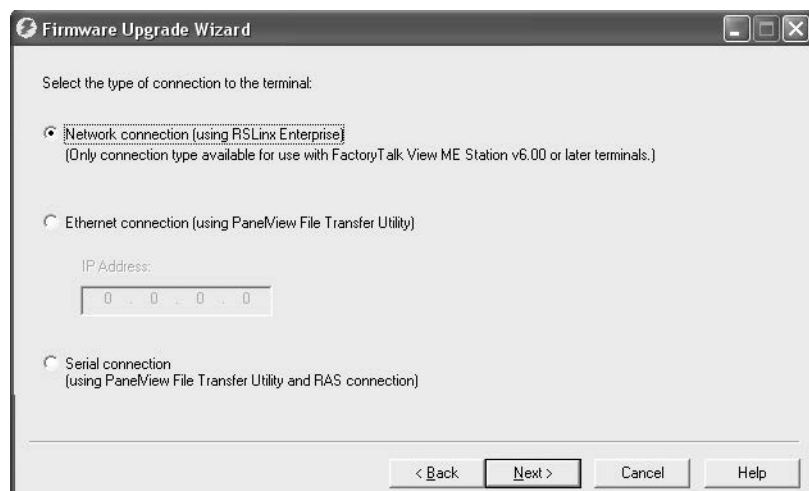 Firmware Upgrade Wizard
Select the type of connection to the terminal:
Network connection (using RSLinx Enterprise)
(Only connection type available for use with FactoryTalk View ME Station v6.00 or later terminals.)
Ethernet connection (using PanelView File Transfer Utility)
IP Address:
0 . 0 . 0 . 0
Serial connection
(using PanelView File Transfer Utility and RAS connection)
< Back Next > Cancel Help